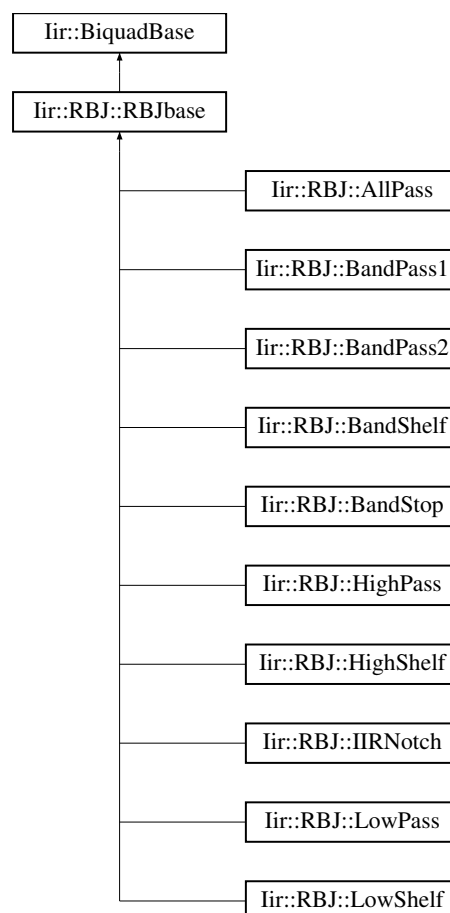 Iir::BiquadBase
Iir::RBJ::RBJbase
Iir::RBJ::AllPass
Iir::RBJ::BandPass1
Iir::RBJ::BandPass2
Iir::RBJ::BandShelf
Iir::RBJ::BandStop
Iir::RBJ::HighPass
Iir::RBJ::HighShelf
Iir::RBJ::IIRNotch
Iir::RBJ::LowPass
Iir::RBJ::LowShelf